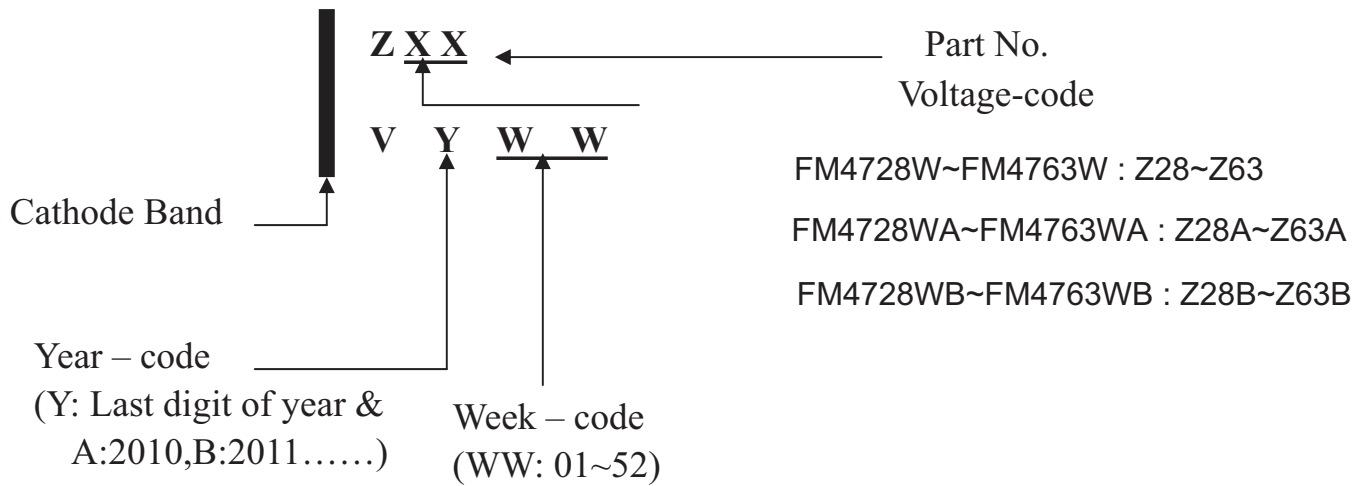 Z X X
Part No.
Voltage-code
V Y W W
FM4728W~FM4763W : Z28~Z63
Cathode Band
FM4728WA~FM4763WA : Z28A~Z63A
FM4728WB~FM4763WB : Z28B~Z63B
Year – code
(Y: Last digit of year &
A:2010,B:2011……)
Week – code
(WW: 01~52)